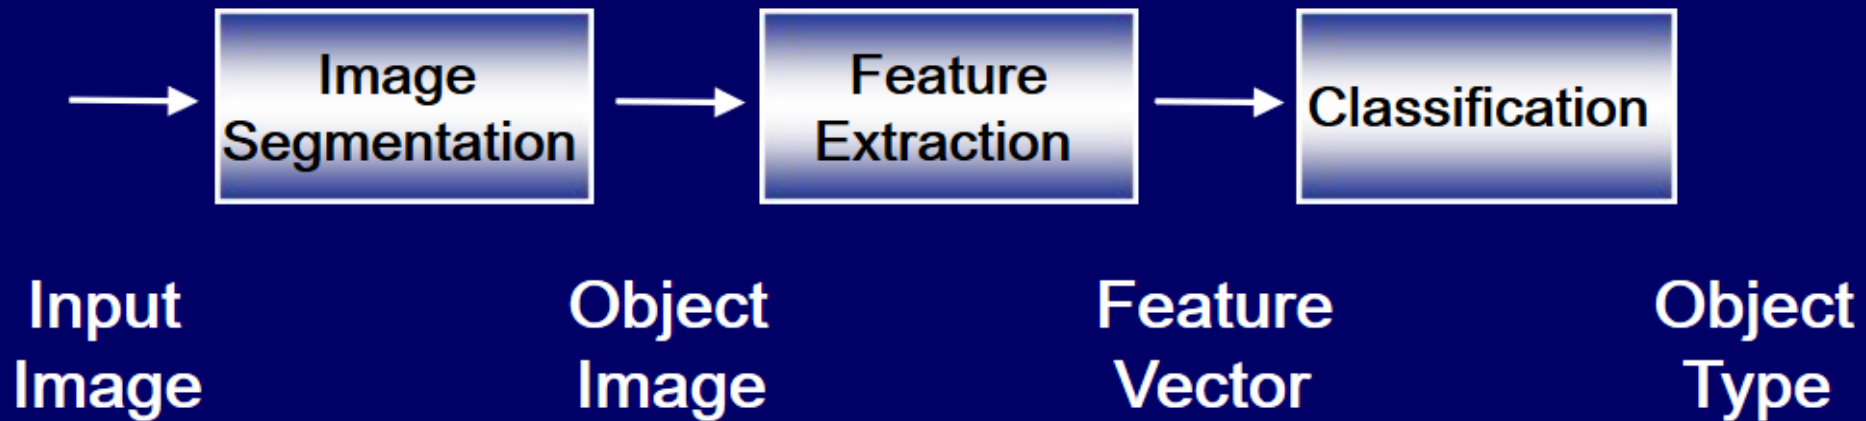 Image
Segmentation
Feature
Extraction
Classification
Input
Image
Object
Image
Feature
Vector
Object
Type